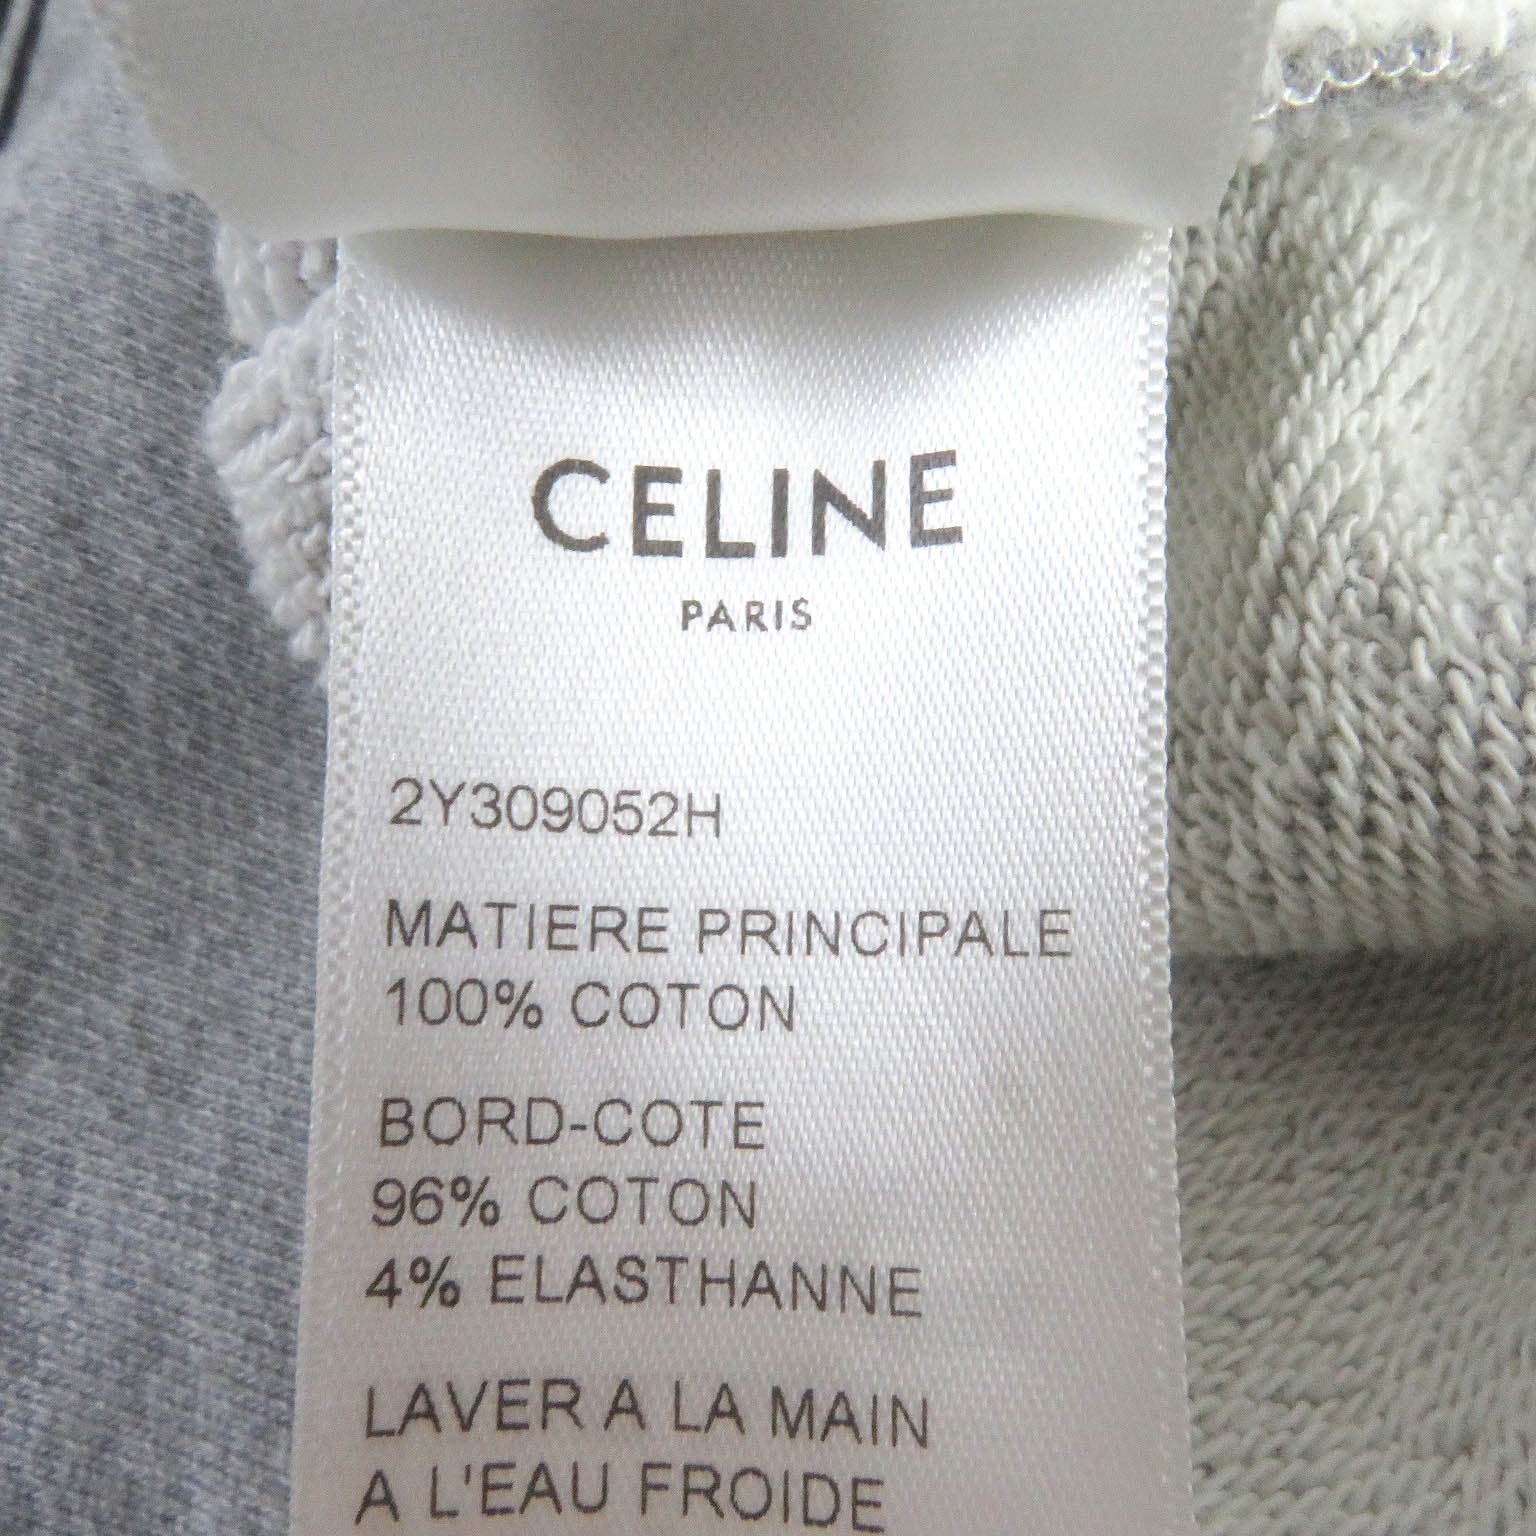 CELINE
PARIS
2Y309052H
MATIERE PRINCIPALE
100% COTON
BORD-COTE
96% COTON
4% ELASTHANNE
LAVER A LA MAIN
A L'EAU FROIDE